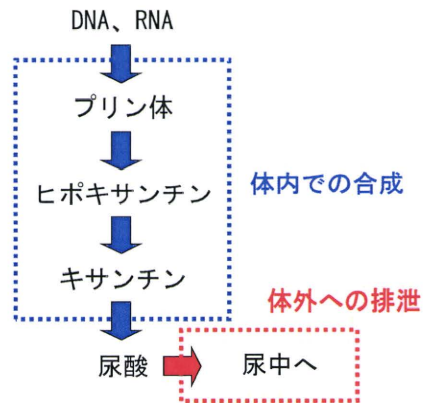 DNA、RNA
プリン体
ヒポキサンチン
体内での合成
キサンチン
体外への排泄
尿酸
尿中へ